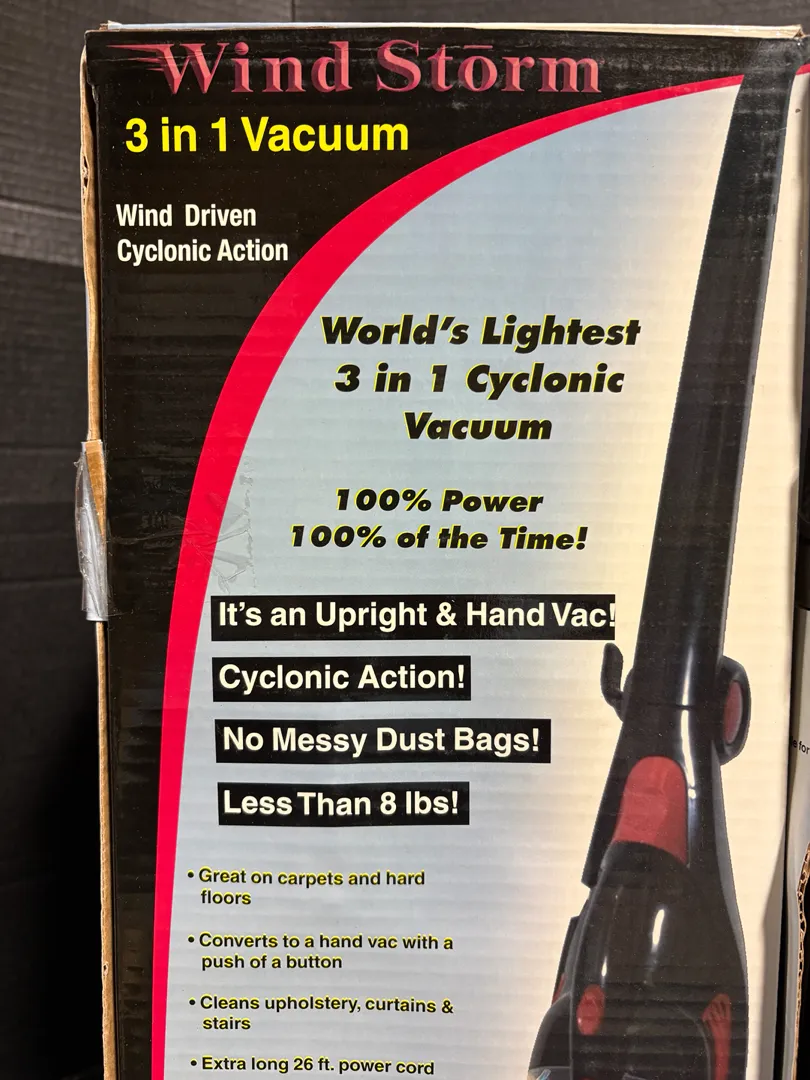 Wind Stōrm
3 in 1 Vacuum
Wind Driven
Cyclonic Action
World's Lightest
3 in 1 Cyclonic
Vacuum
100% Power
100% of the Time!
It's an Upright & Hand Vac!
Cyclonic Action!
No Messy Dust Bags!
Less Than 8 lbs!
• Great on carpets and hard
floors
• Converts to a hand vac with a
push of a button
• Cleans upholstery, curtains &
stairs
• Extra long 26 ft. power cord
for